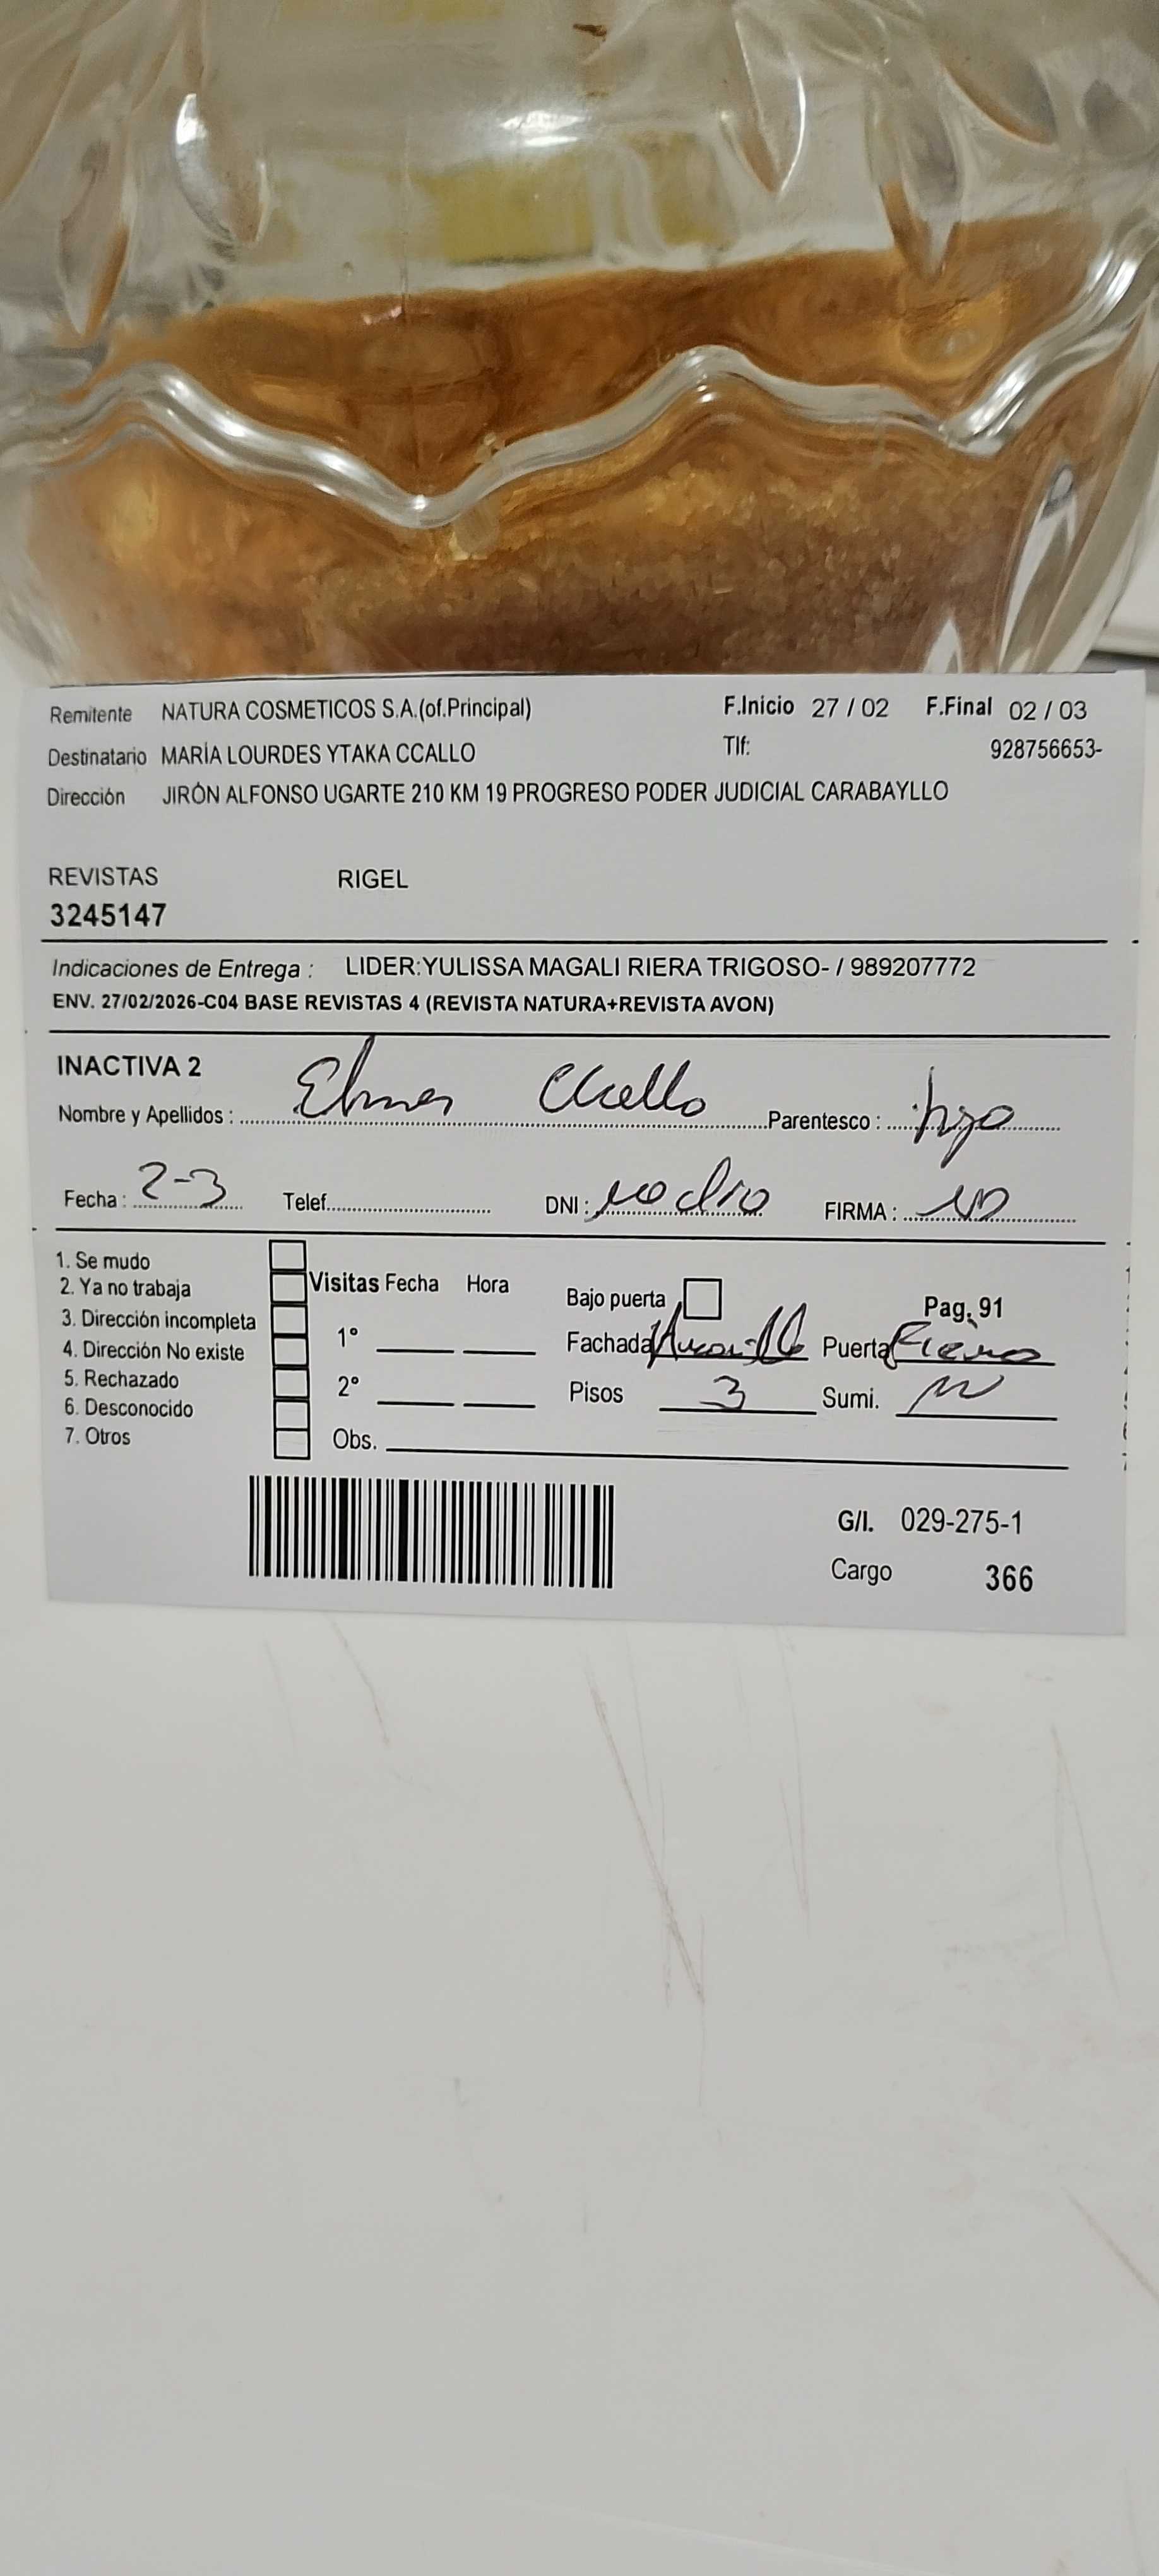 Remitente NATURA COSMETICOS S.A.(of.Principal) F.Inicio 27 / 02 F.Final 02 / 03
Destinatario MARÍA LOURDES YTAKA CCALLO Tlf: 928756653-
Dirección JIRÓN ALFONSO UGARTE 210 KM 19 PROGRESO PODER JUDICIAL CARABAYLLO
REVISTAS RIGEL
3245147
Indicaciones de Entrega : LIDER:YULISSA MAGALI RIERA TRIGOSO- / 989207772
ENV. 27/02/2026-C04 BASE REVISTAS 4 (REVISTA NATURA+REVISTA AVON)
INACTIVA 2
Nombre y Apellidos : Elmer Ccallo Parentesco : hijo
Fecha : 2-3 Telef. DNI : no dio FIRMA :
1. Se mudo
2. Ya no trabaja Visitas Fecha Hora Bajo puerta Pag. 91
3. Dirección incompleta
4. Dirección No existe 1° Fachada Puerta Fierro
5. Rechazado 2° Pisos 3 Sumi.
6. Desconocido
7. Otros Obs.
G/I. 029-275-1
Cargo 366